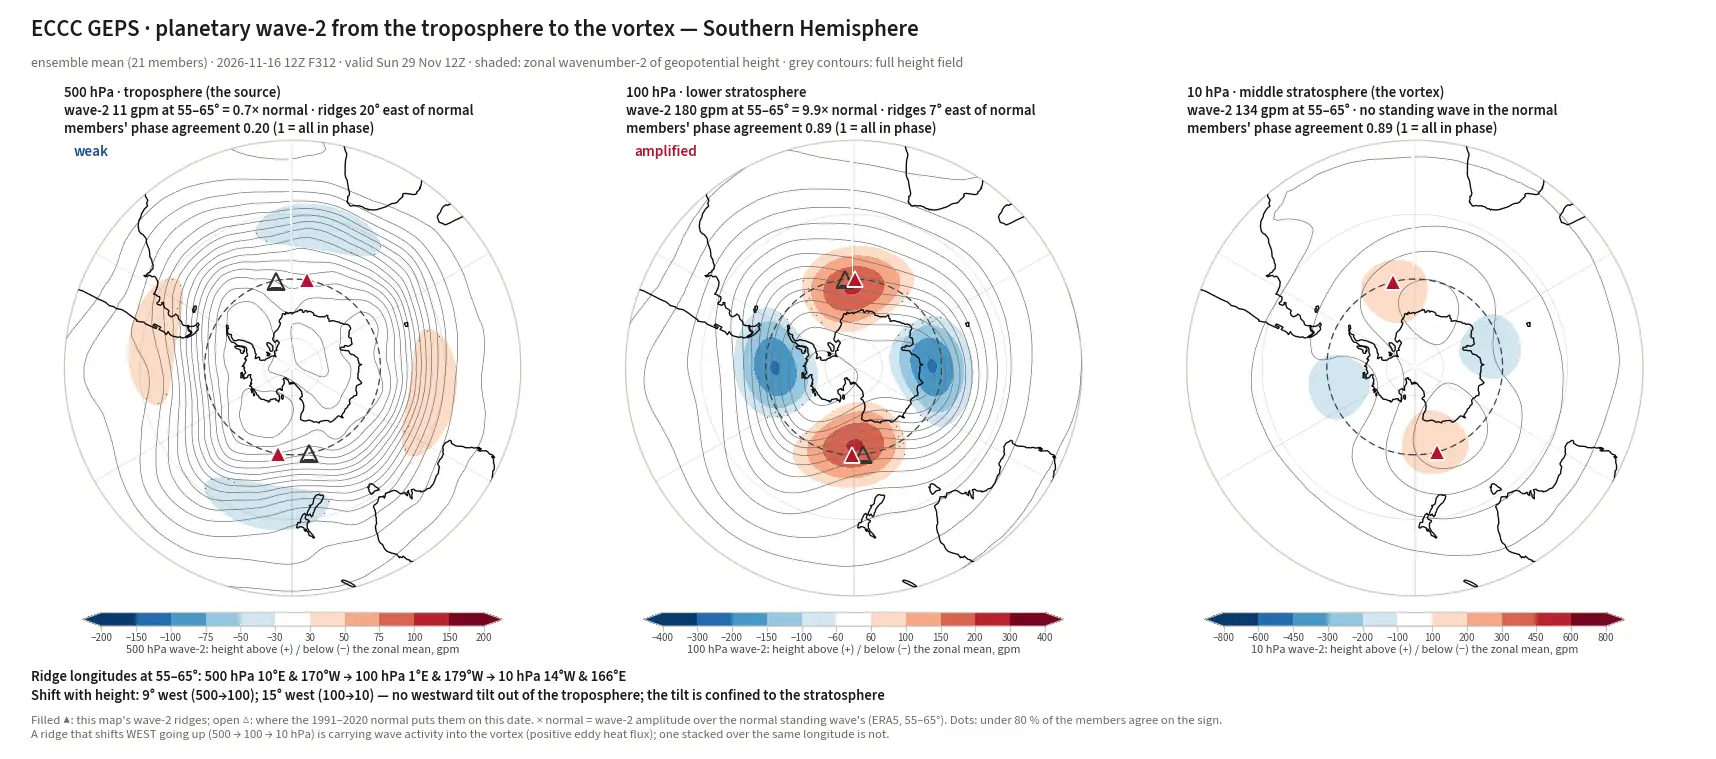 ECCC GEPS · planetary wave-2 from the troposphere to the vortex — Southern Hemisphere
ensemble mean (21 members) · 2026-11-16 12Z F312 · valid Sun 29 Nov 12Z · shaded: zonal wavenumber-2 of geopotential height · grey contours: full height field
500 hPa · troposphere (the source)
wave-2 11 gpm at 55–65° = 0.7× normal · ridges 20° east of normal
members' phase agreement 0.20 (1 = all in phase)
weak
100 hPa · lower stratosphere
wave-2 180 gpm at 55–65° = 9.9× normal · ridges 7° east of normal
members' phase agreement 0.89 (1 = all in phase)
amplified
10 hPa · middle stratosphere (the vortex)
wave-2 134 gpm at 55–65° · no standing wave in the normal
members' phase agreement 0.89 (1 = all in phase)
−200 −150 −100 −75 −50 −30 30 50 75 100 150 200
500 hPa wave-2: height above (+) / below (−) the zonal mean, gpm
−400 −300 −200 −150 −100 −60 60 100 150 200 300 400
100 hPa wave-2: height above (+) / below (−) the zonal mean, gpm
−800 −600 −450 −300 −200 −100 100 200 300 450 600 800
10 hPa wave-2: height above (+) / below (−) the zonal mean, gpm
Ridge longitudes at 55–65°: 500 hPa 10°E & 170°W → 100 hPa 1°E & 179°W → 10 hPa 14°W & 166°E
Shift with height: 9° west (500→100); 15° west (100→10) — no westward tilt out of the troposphere; the tilt is confined to the stratosphere
Filled ▲: this map's wave-2 ridges; open △: where the 1991–2020 normal puts them on this date. × normal = wave-2 amplitude over the normal standing wave's (ERA5, 55–65°). Dots: under 80 % of the members agree on the sign.
A ridge that shifts WEST going up (500 → 100 → 10 hPa) is carrying wave activity into the vortex (positive eddy heat flux); one stacked over the same longitude is not.